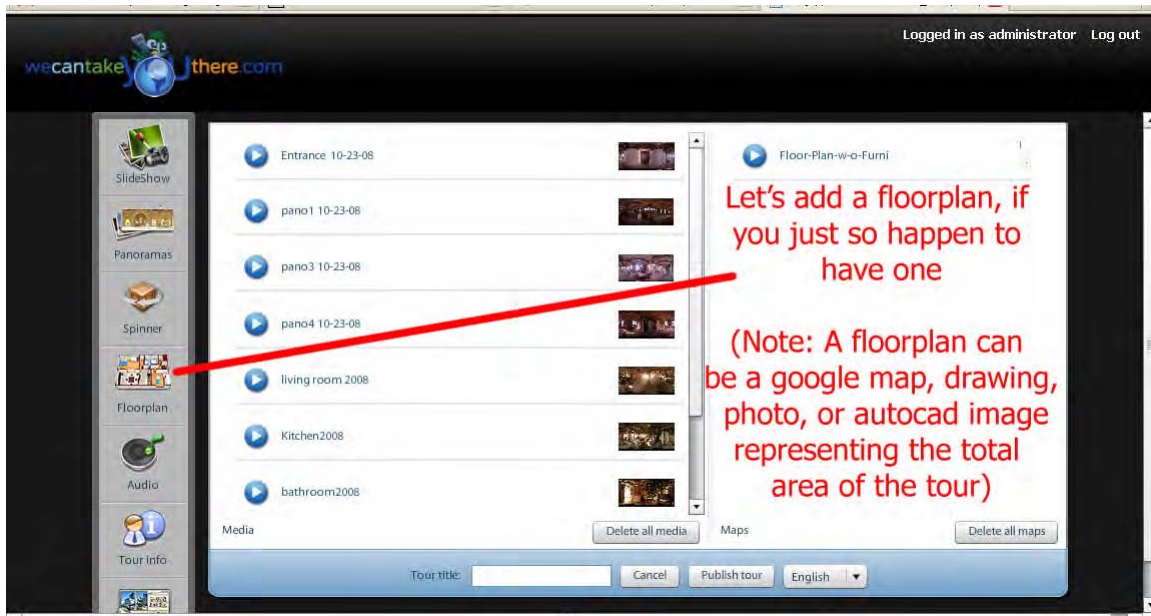 Logged in as administrator Log out
wecantakeYOUthere.com
SlideShow
Panoramas
Spinner
Floorplan
Audio
Tour info
Entrance 10-23-08
pano1 10-23-08
pano3 10-23-08
pano4 10-23-08
living room 2008
Kitchen2008
bathroom2008
Media
Delete all media
Floor-Plan-w-o-Furni
Let's add a floorplan, if
you just so happen to
have one
(Note: A floorplan can
be a google map, drawing,
photo, or autocad image
representing the total
area of the tour)
Maps
Delete all maps
Tour title:
Cancel
Publish tour
English